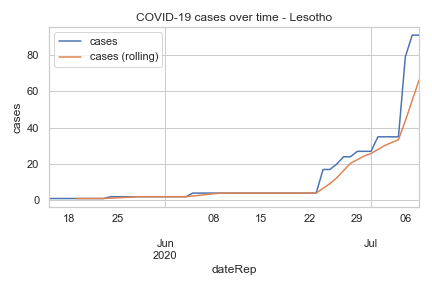 COVID-19 cases over time - Lesotho
cases
cases (rolling)
80
60
40
20
0
cases
18
25
08
15
22
29
06
Jun
2020
Jul
dateRep